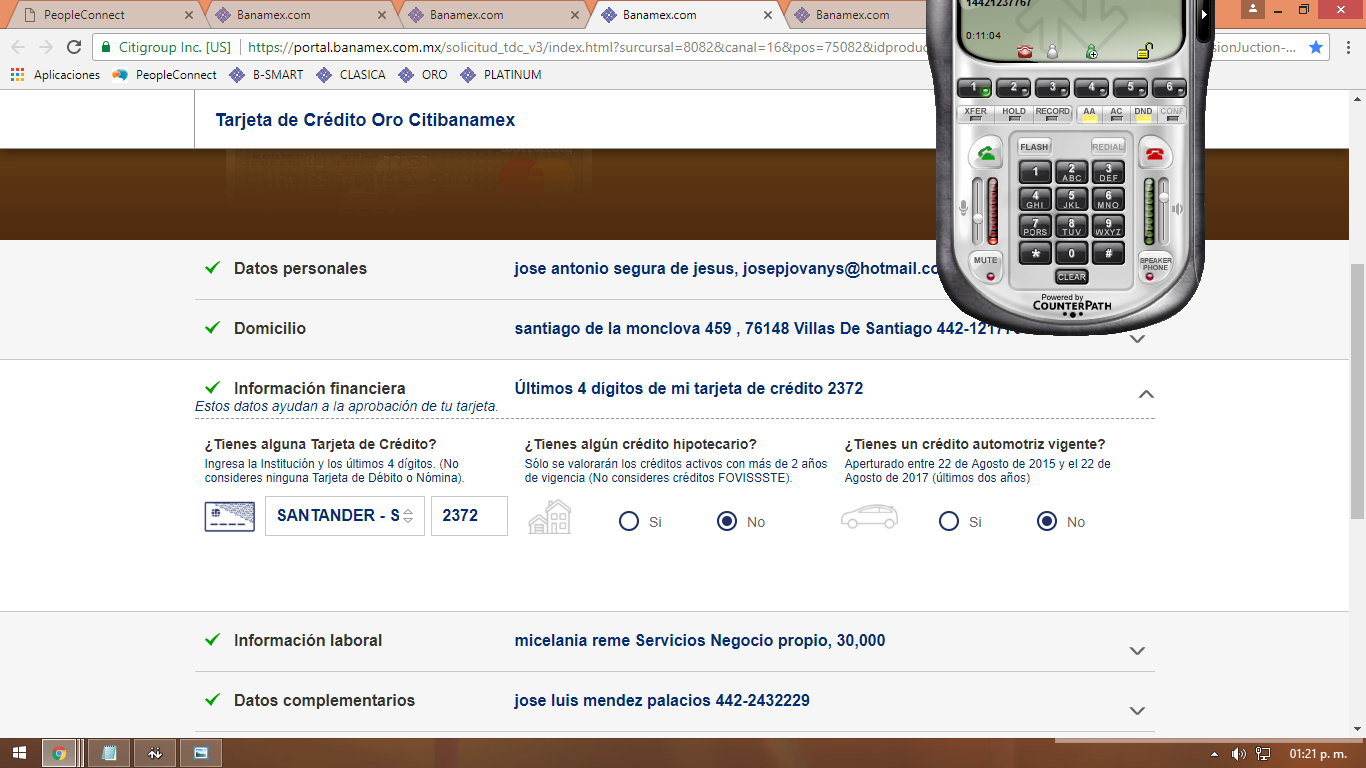 PeopleConnect
Banamex.com
Banamex.com
Banamex.com
Banamex.com
Citigroup Inc. [US]
https://portal.banamex.com.mx/solicitud_tdc_v3/index.html?sursursal=8082&canal=16&pos=75082&idproduc
sionJuction-...
Aplicaciones
PeopleConnect
B-SMART
CLASICA
ORO
PLATINUM
14421237767
0:11:04
1 2 3 4 5 6
XFER HOLD RECORD AA AC DND CONF
FLASH REDIAL
1 2 ABC 3 DEF
4 GHI 5 JKL 6 MNO
7 PQRS 8 TUV 9 WXYZ
* 0 #
MUTE
CLEAR
SPEAKER PHONE
Powered by
COUNTERPATH
Tarjeta de Crédito Oro Citibanamex
Datos personales
jose antonio segura de jesus, josepjovanys@hotmail.co
Domicilio
santiago de la monclova 459 , 76148 Villas De Santiago 442-1217
Información financiera
Últimos 4 dígitos de mi tarjeta de crédito 2372
Estos datos ayudan a la aprobación de tu tarjeta.
¿Tienes alguna Tarjeta de Crédito?
Ingresa la Institución y los últimos 4 dígitos. (No
consideres ninguna Tarjeta de Débito o Nómina).
SANTANDER - S
2372
¿Tienes algún crédito hipotecario?
Sólo se valorarán los créditos activos con más de 2 años
de vigencia (No consideres créditos FOVISSSTE).
Si
No
¿Tienes un crédito automotriz vigente?
Aperturado entre 22 de Agosto de 2015 y el 22 de
Agosto de 2017 (últimos dos años)
Si
No
Información laboral
micelania reme Servicios Negocio propio, 30,000
Datos complementarios
jose luis mendez palacios 442-2432229
01:21 p. m.